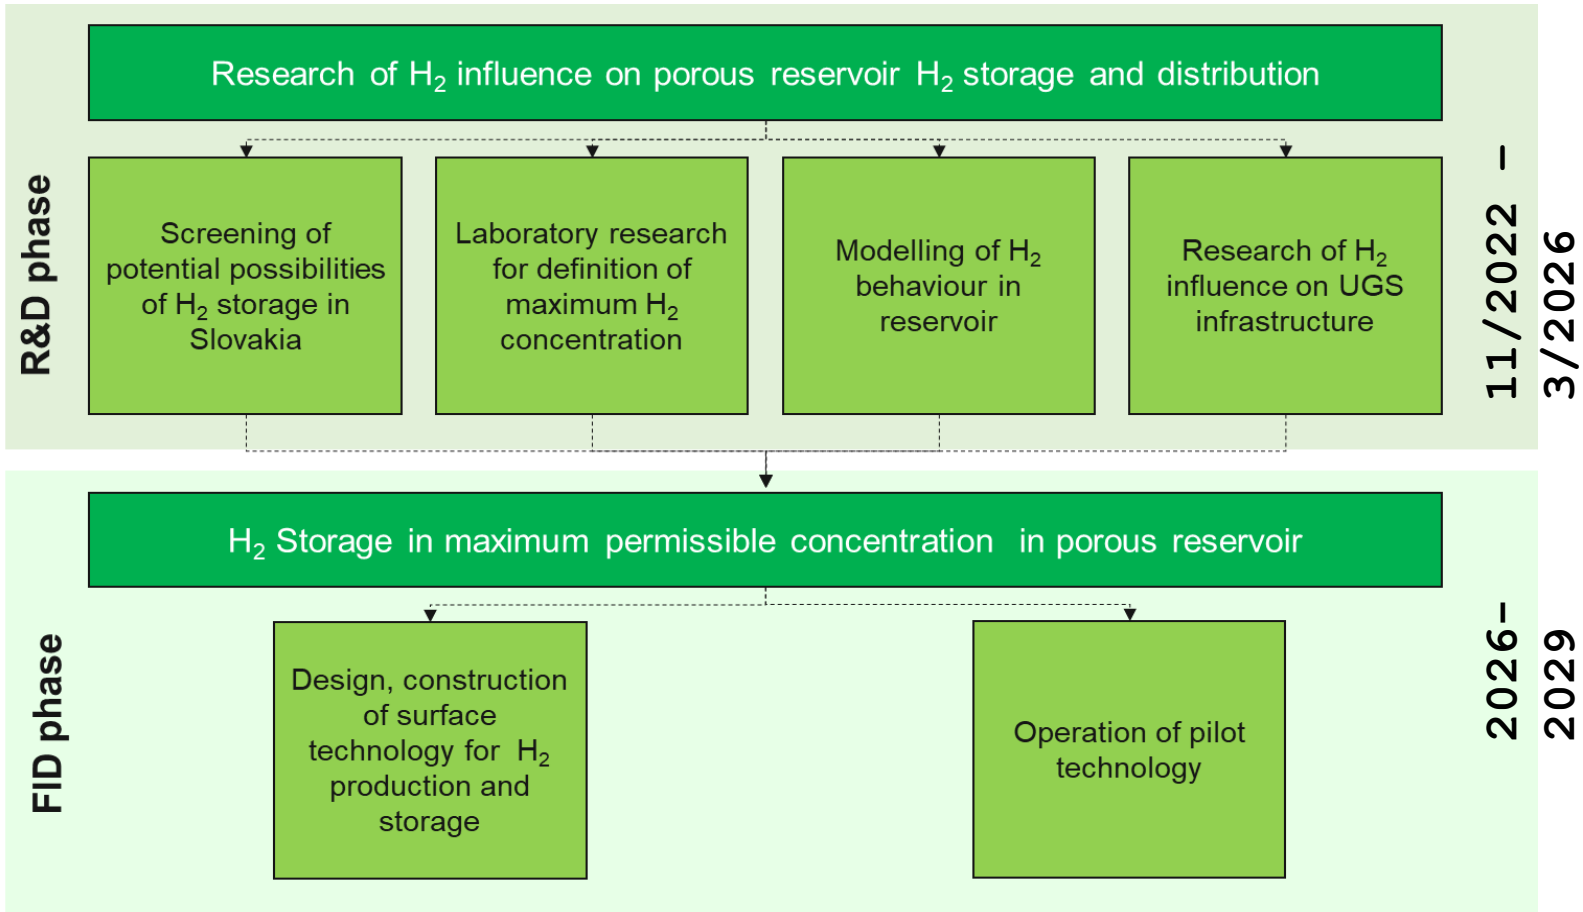 Research of H₂ influence on porous reservoir H₂ storage and distribution
R&D phase
Screening of
potential possibilities
of H₂ storage in
Slovakia
Laboratory research
for definition of
maximum H₂
concentration
Modelling of H₂
behaviour in
reservoir
Research of H₂
influence on UGS
infrastructure
11/2022 –
3/2026
H₂ Storage in maximum permissible concentration in porous reservoir
FID phase
Design, construction
of surface
technology for H₂
production and
storage
Operation of pilot
technology
2026–
2029